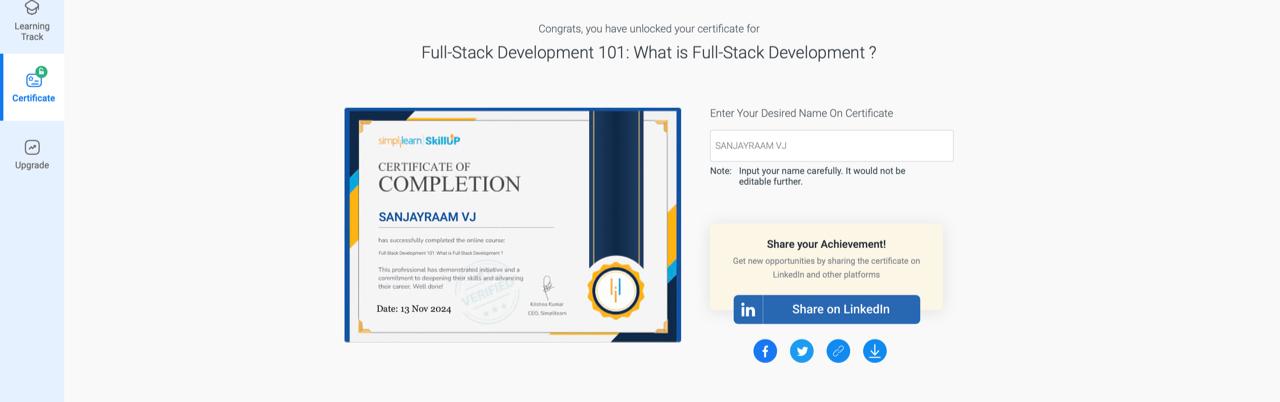 Learning
Track
Certificate
Upgrade
Congrats, you have unlocked your certificate for
Full-Stack Development 101: What is Full-Stack Development ?
simplilearn | SkillUP
CERTIFICATE OF
COMPLETION
SANJAYRAAM VJ
has successfully completed the online course:
Full-Stack Development 101: What is Full-Stack Development ?
This professional has demonstrated initiative and a
commitment to deepening their skills and advancing
their career. Well done!
VERIFIED
Date: 13 Nov 2024
Krishna Kumar
CEO, Simplilearn
Enter Your Desired Name On Certificate
SANJAYRAAM VJ
Note: Input your name carefully. It would not be
editable further.
Share your Achievement!
Get new opportunities by sharing the certificate on
LinkedIn and other platforms
in Share on LinkedIn